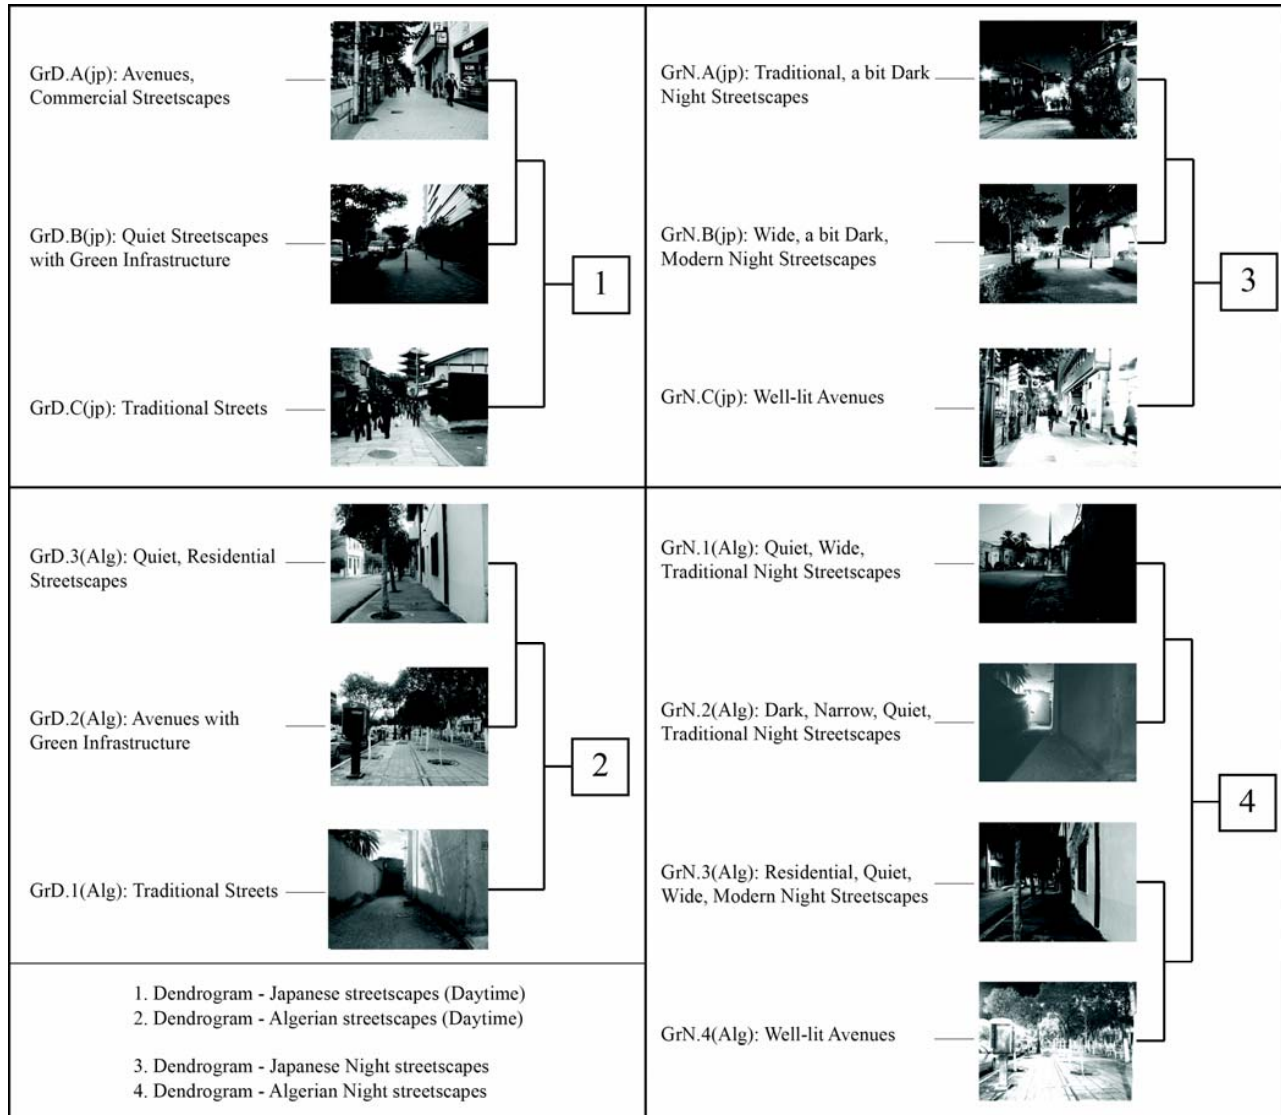 GrD.A(jp): Avenues,
Commercial Streetscapes
GrD.B(jp): Quiet Streetscapes
with Green Infrastructure
GrD.C(jp): Traditional Streets
1
GrN.A(jp): Traditional, a bit Dark
Night Streetscapes
GrN.B(jp): Wide, a bit Dark,
Modern Night Streetscapes
GrN.C(jp): Well-lit Avenues
3
GrD.3(Alg): Quiet, Residential
Streetscapes
GrD.2(Alg): Avenues with
Green Infrastructure
GrD.1(Alg): Traditional Streets
2
GrN.1(Alg): Quiet, Wide,
Traditional Night Streetscapes
GrN.2(Alg): Dark, Narrow, Quiet,
Traditional Night Streetscapes
GrN.3(Alg): Residential, Quiet,
Wide, Modern Night Streetscapes
GrN.4(Alg): Well-lit Avenues
4
1. Dendrogram - Japanese streetscapes (Daytime)
2. Dendrogram - Algerian streetscapes (Daytime)
3. Dendrogram - Japanese Night streetscapes
4. Dendrogram - Algerian Night streetscapes